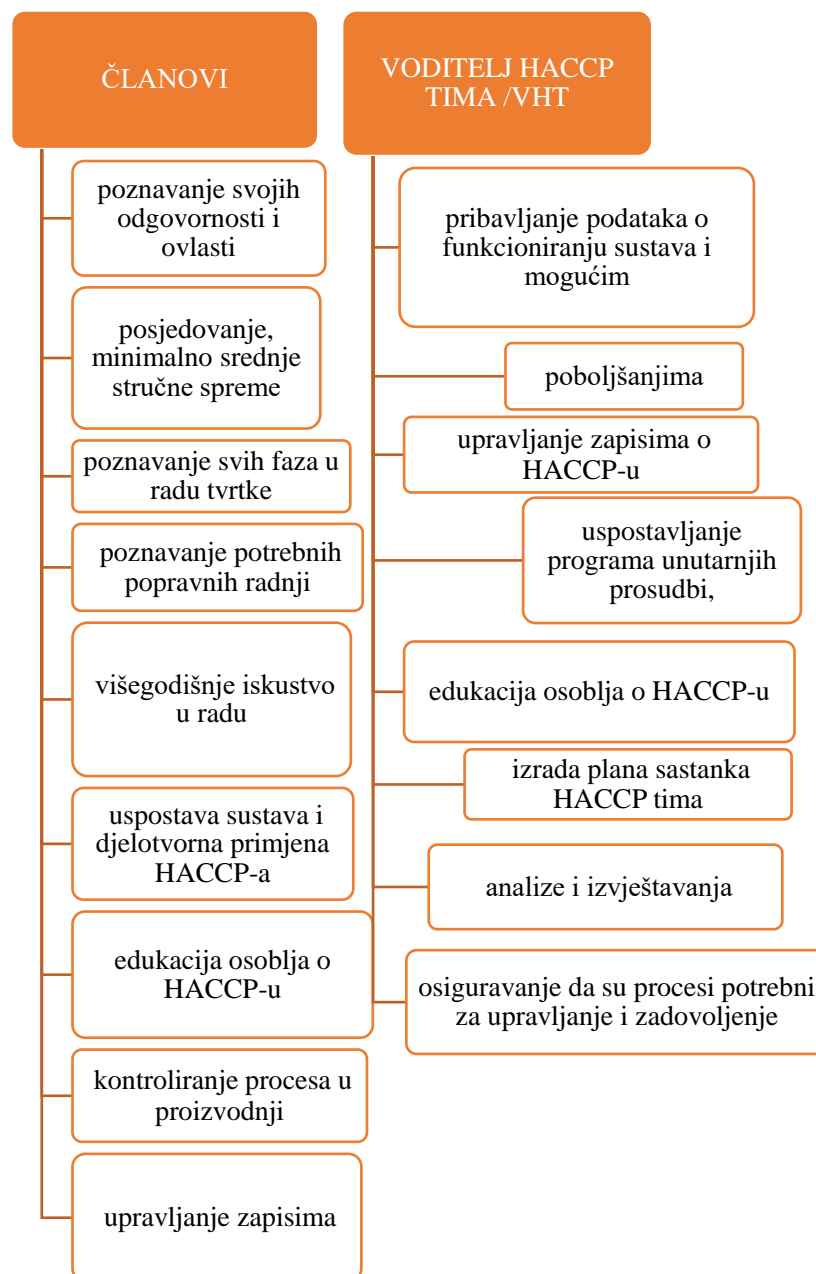 ČLANOVI
poznavanje svojih
odgovornosti i
ovlasti
posjedovanje,
minimalno srednje
stručne spreme
poznavanje svih faza u
radu tvrtke
poznavanje potrebnih
popravnih radnji
višegodišnje iskustvo
u radu
uspostava sustava i
djelotvorna primjena
HACCP-a
edukacija osoblja o
HACCP-u
kontroliranje procesa u
proizvodnji
upravljanje zapisima
VODITELJ HACCP
TIMA /VHT
pribavljanje podataka o
funkcioniranju sustava i
mogućim
poboljšanjima
upravljanje zapisima o
HACCP-u
uspostavljanje
programa unutarnjih
prosudbi,
edukacija osoblja o HACCP-u
izrada plana sastanka
HACCP tima
analize i izvještavanja
osiguravanje da su procesi potrebni
za upravljanje i zadovoljenje